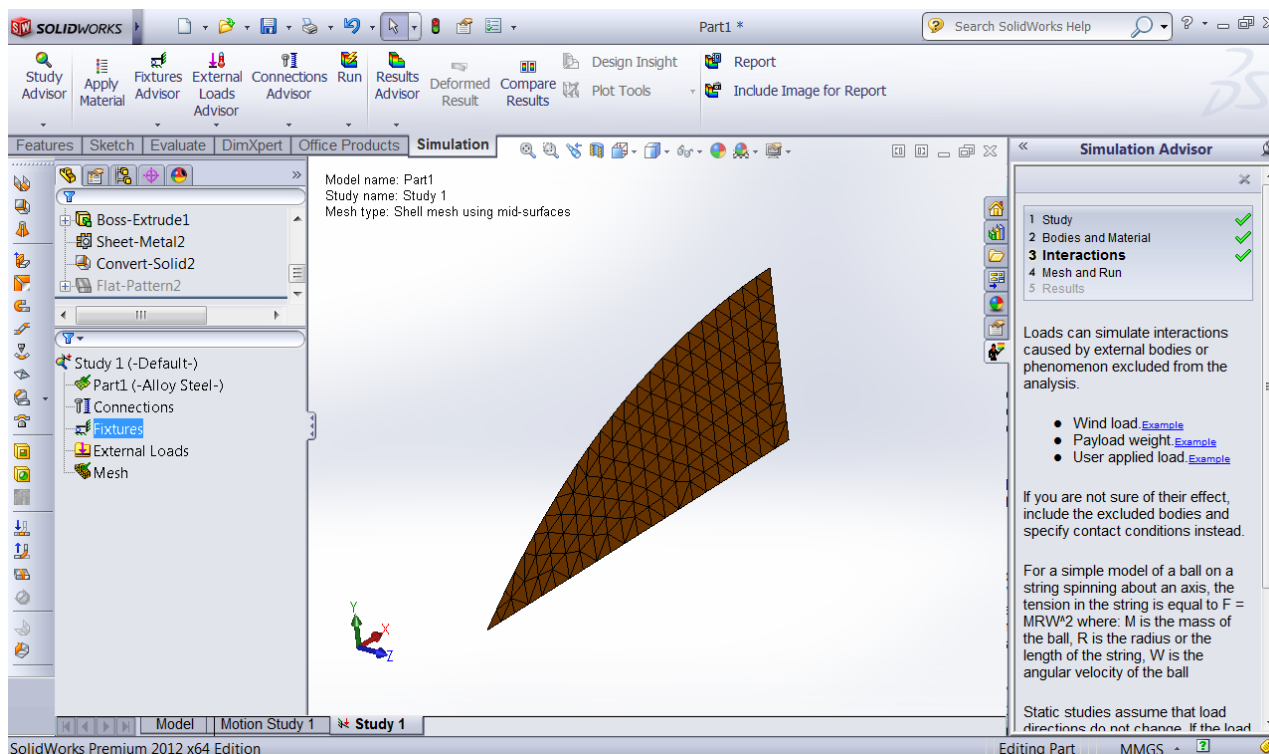 SW SOLIDWORKS
Part1 *
Search SolidWorks Help
Study Advisor
Apply Material
Fixtures Advisor
External Loads Advisor
Connections Advisor
Run
Results Advisor
Deformed Result
Compare Results
Design Insight
Plot Tools
Report
Include Image for Report
Features
Sketch
Evaluate
DimXpert
Office Products
Simulation
Boss-Extrude1
Sheet-Metal2
Convert-Solid2
Flat-Pattern2
Study 1 (-Default-)
Part1 (-Alloy Steel-)
Connections
Fixtures
External Loads
Mesh
Model name: Part1
Study name: Study 1
Mesh type: Shell mesh using mid-surfaces
Y
X
Z
Simulation Advisor
1 Study
2 Bodies and Material
3 Interactions
4 Mesh and Run
5 Results
Loads can simulate interactions
caused by external bodies or
phenomenon excluded from the
analysis.
● Wind load.Example
● Payload weight.Example
● User applied load.Example
If you are not sure of their effect,
include the excluded bodies and
specify contact conditions instead.
For a simple model of a ball on a
string spinning about an axis, the
tension in the string is equal to F =
MRW^2 where: M is the mass of
the ball, R is the radius or the
length of the string, W is the
angular velocity of the ball
Static studies assume that load
directions do not change. If the load
Model
Motion Study 1
Study 1
SolidWorks Premium 2012 x64 Edition
Editing Part
MMGS